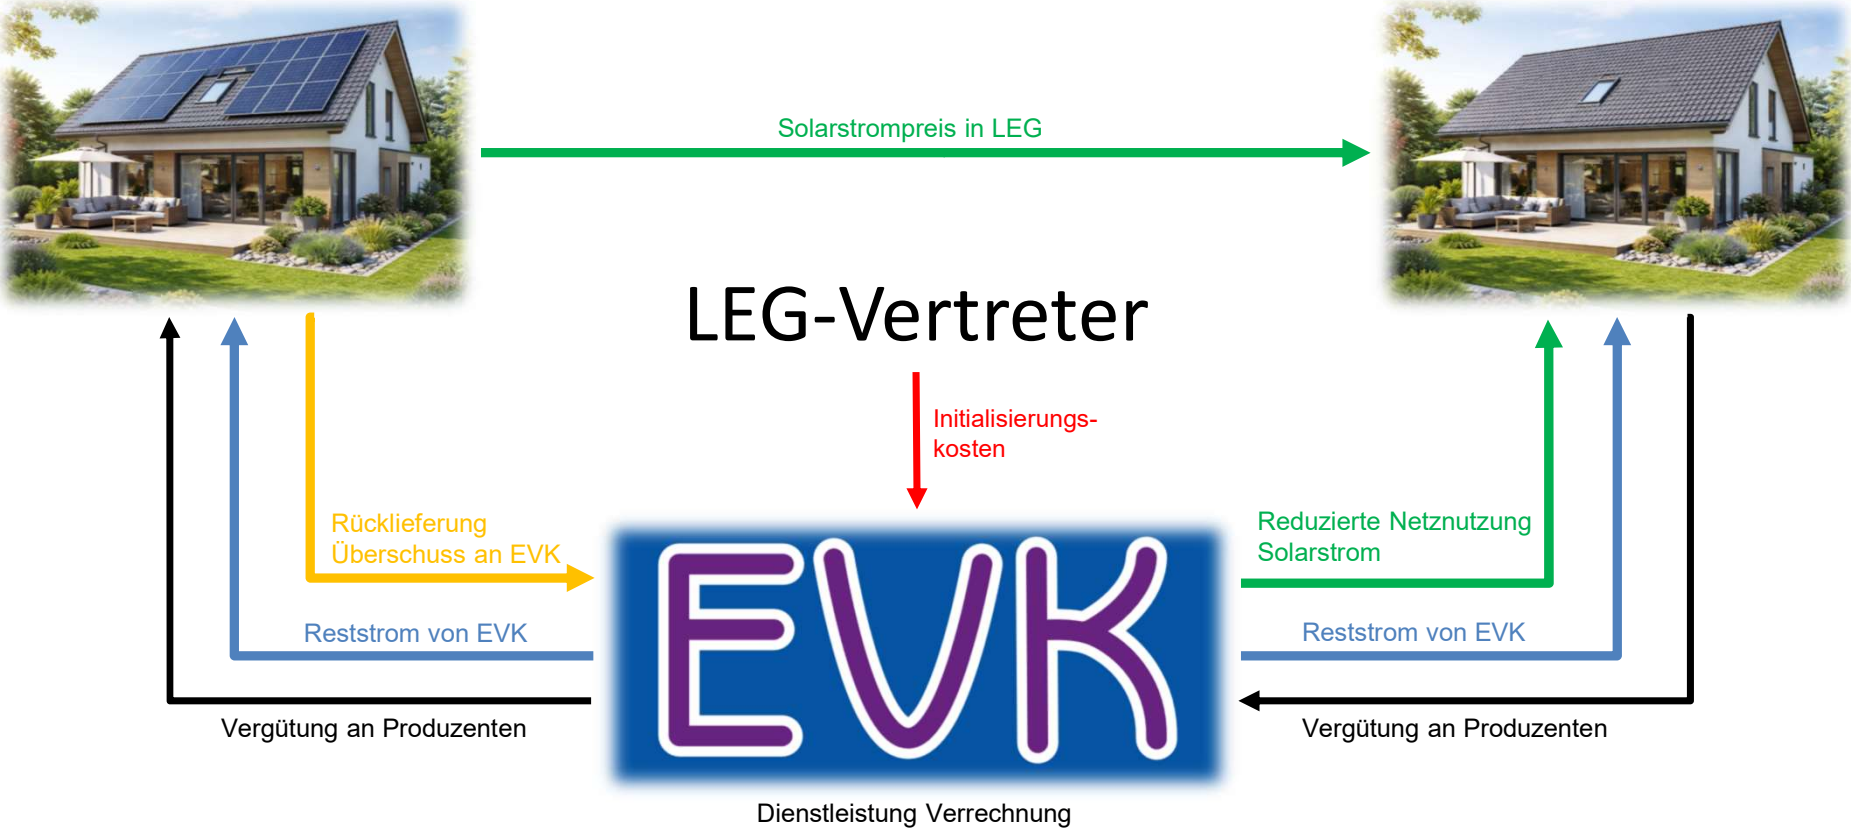 Solarstrompreis in LEG
LEG-Vertreter
Initialisierungs-
kosten
Rücklieferung
Überschuss an EVK
Reduzierte Netznutzung
Solarstrom
EVK
Reststrom von EVK
Reststrom von EVK
Vergütung an Produzenten
Vergütung an Produzenten
Dienstleistung Verrechnung